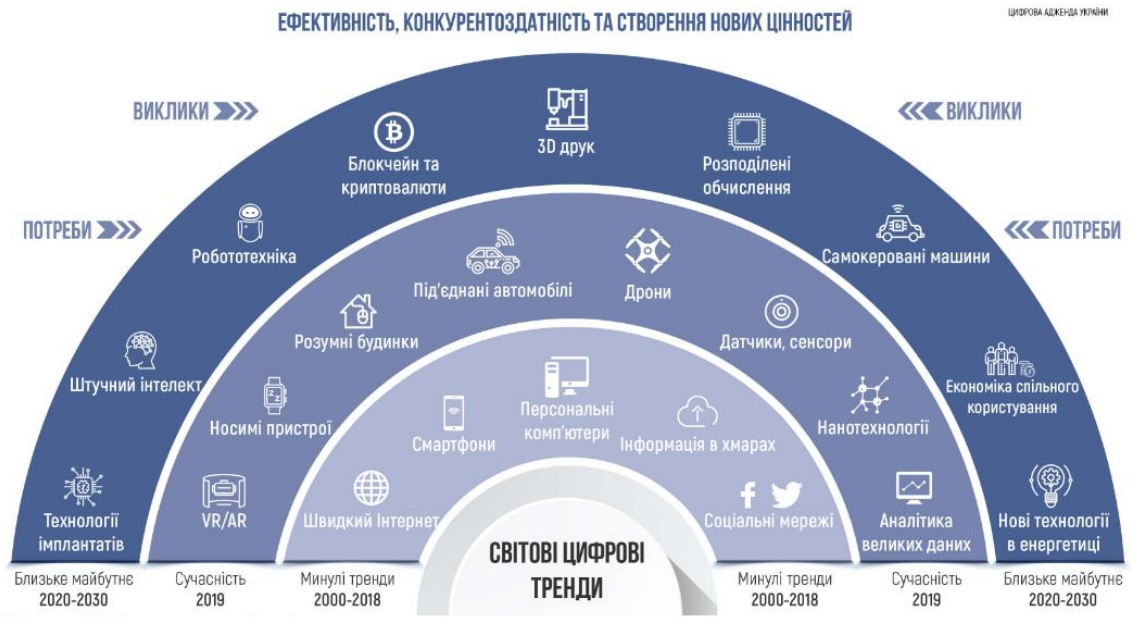 ЕФЕКТИВНІСТЬ, КОНКУРЕНТОЗДАТНІСТЬ ТА СТВОРЕННЯ НОВИХ ЦІННОСТЕЙ
ЦИФРОВА АДЖЕНДА УКРАЇНИ
ВИКЛИКИ
ВИКЛИКИ
ПОТРЕБИ
ПОТРЕБИ
Технології
імплантатів
Штучний інтелект
Робототехніка
Блокчейн та
криптовалюти
3D друк
Розподілені
обчислення
Самокеровані машини
Економіка спільного
користування
Нові технології
в енергетиці
VR/AR
Носимі пристрої
Розумні будинки
Під'єднані автомобілі
Дрони
Датчики, сенсори
Нанотехнології
Аналітика
великих даних
Швидкий Інтернет
Смартфони
Персональні
комп'ютери
Інформація в хмарах
Соціальні мережі
СВІТОВІ ЦИФРОВІ
ТРЕНДИ
Близьке майбутнє
2020-2030
Сучасність
2019
Минулі тренди
2000-2018
Минулі тренди
2000-2018
Сучасність
2019
Близьке майбутнє
2020-2030